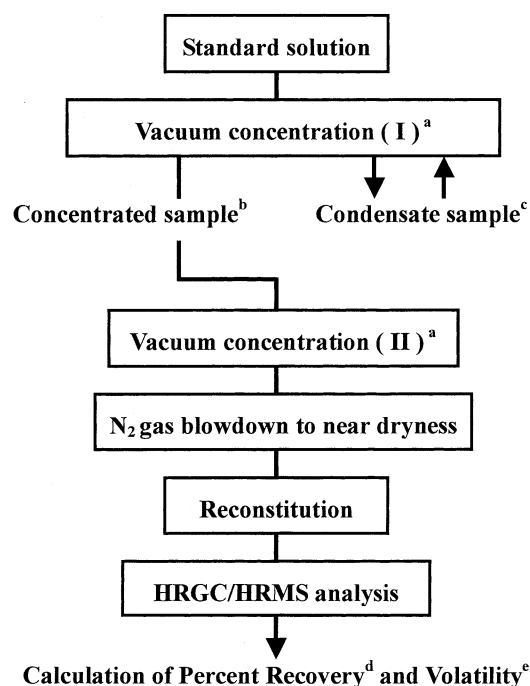 Standard solution
Vacuum concentration ( I )ᵃ
Concentrated sampleᵇ
Condensate sampleᶜ
Vacuum concentration ( II )ᵃ
N₂ gas blowdown to near dryness
Reconstitution
HRGC/HRMS analysis
Calculation of Percent Recoveryᵈ and Volatilityᵉ